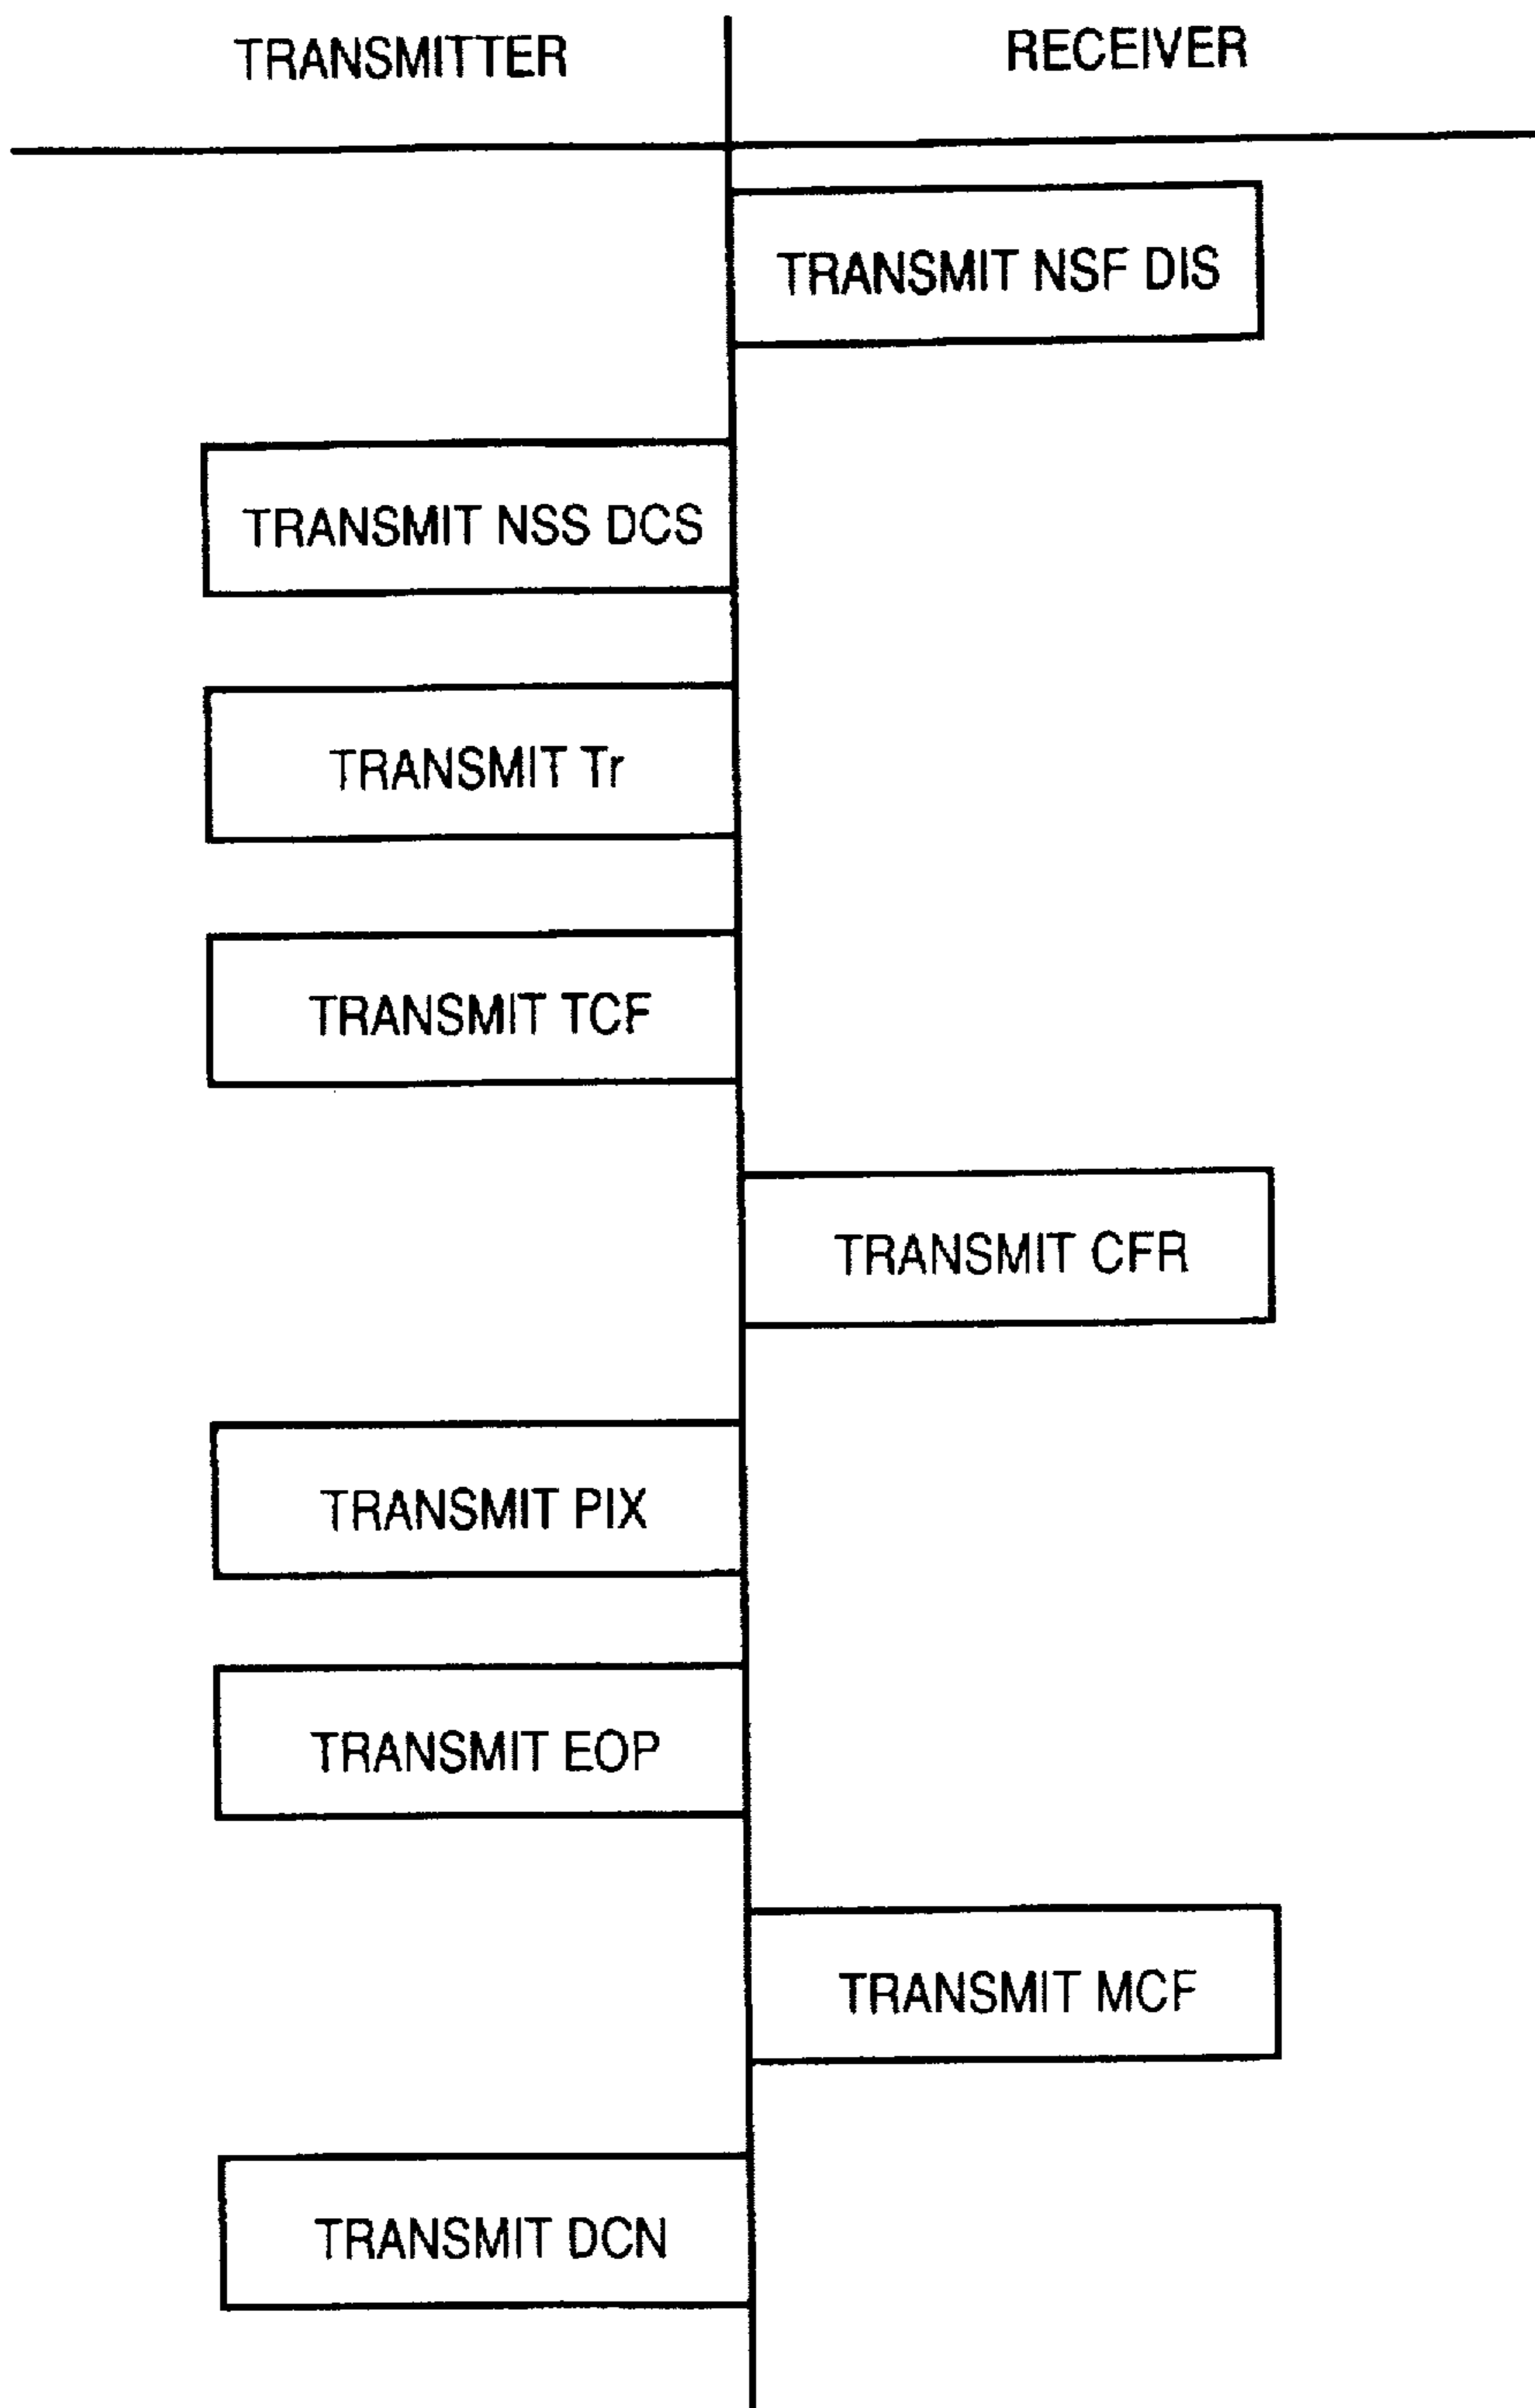 TRANSMITTER
RECEIVER
TRANSMIT NSF DIS
TRANSMIT NSS DCS
TRANSMIT Tr
TRANSMIT TCF
TRANSMIT CFR
TRANSMIT PIX
TRANSMIT EOP
TRANSMIT MCF
TRANSMIT DCN